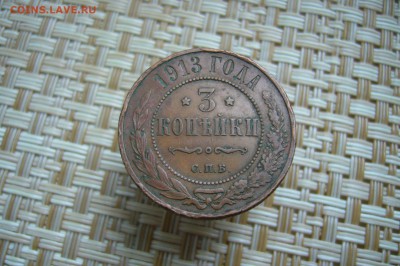 COINS.LAVE.RU
1913 ГОДА
3
КОПѢЙКИ
С.П.Б.